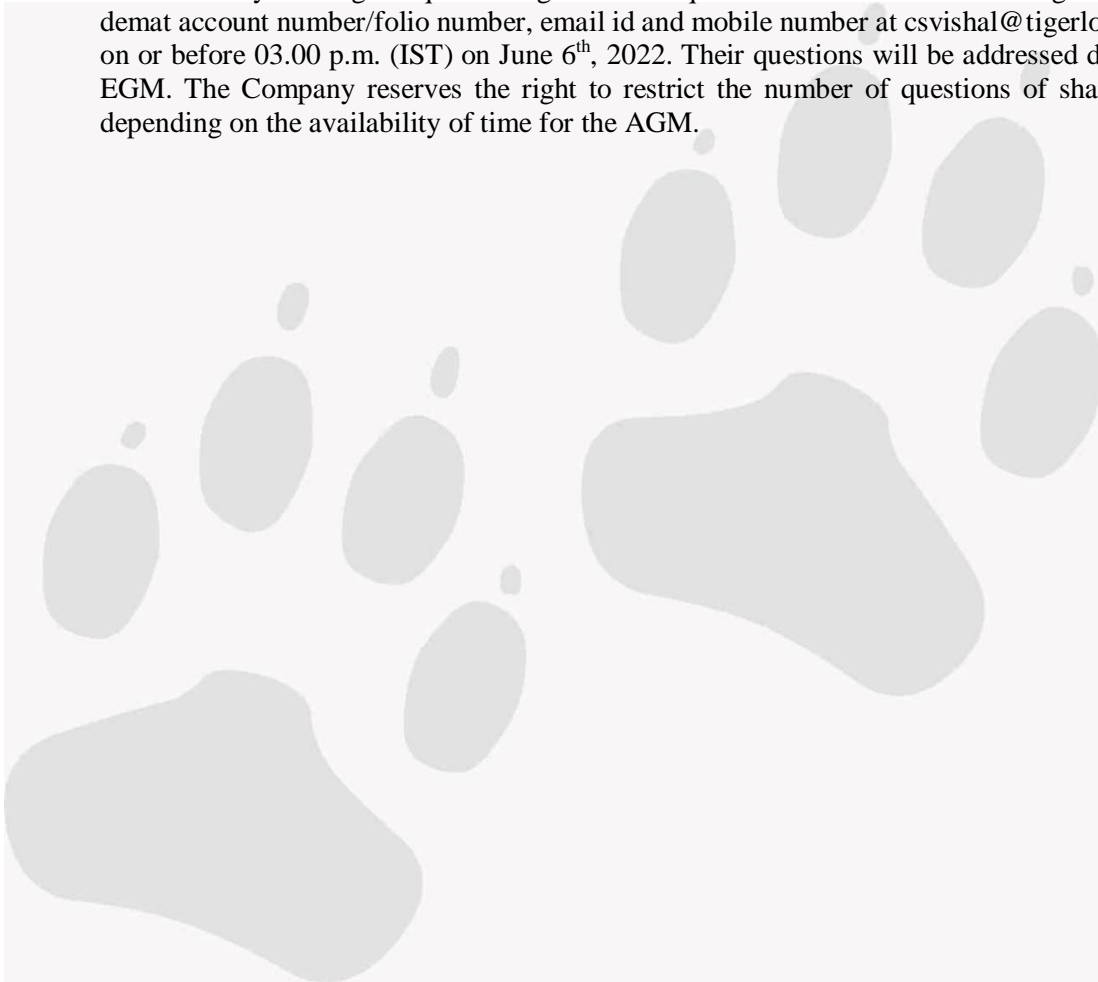 demat account number/folio number, email id and mobile number at csvishal@tigerlo
on or before 03.00 p.m. (IST) on June 6th, 2022. Their questions will be addressed d
EGM. The Company reserves the right to restrict the number of questions of sha
depending on the availability of time for the AGM.